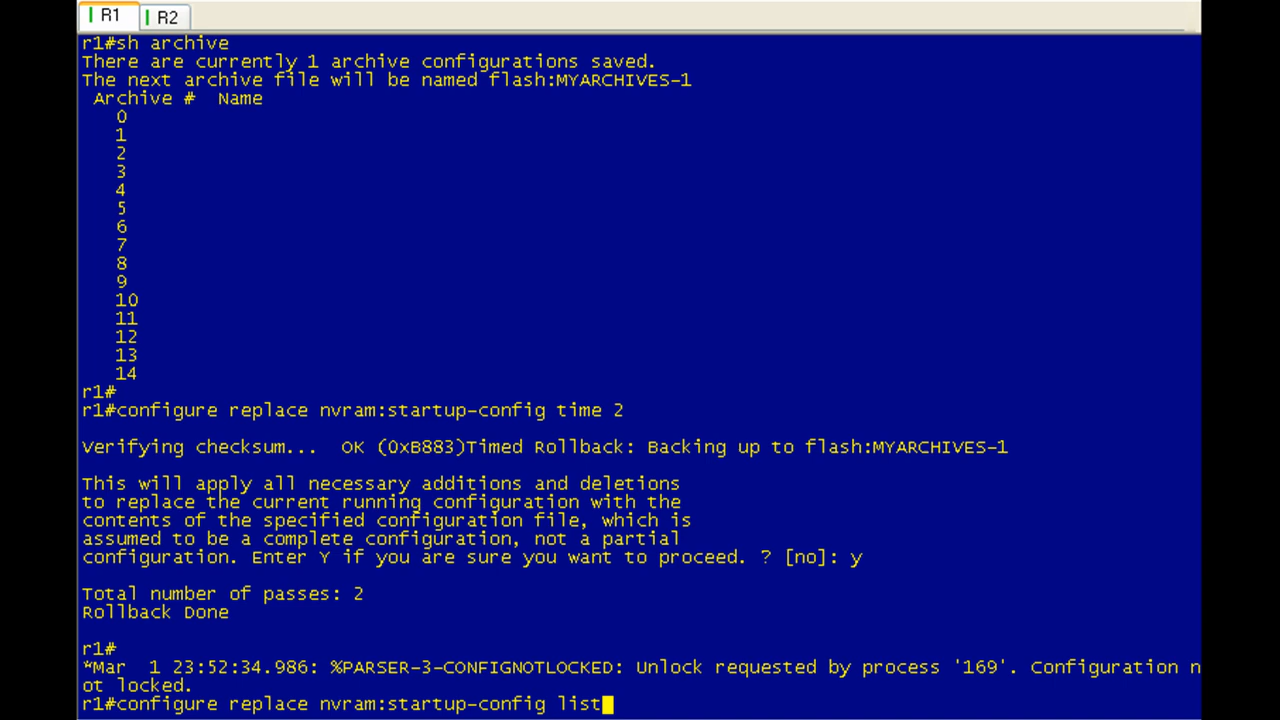 R1 R2
r1#sh archive
There are currently 1 archive configurations saved.
The next archive file will be named flash:MYARCHIVES-1
 Archive #  Name
   0
   1
   2
   3
   4
   5
   6
   7
   8
   9
   10
   11
   12
   13
   14
r1#
r1#configure replace nvram:startup-config time 2
Verifying checksum...  OK (0xB883)Timed Rollback: Backing up to flash:MYARCHIVES-1
This will apply all necessary additions and deletions
to replace the current running configuration with the
contents of the specified configuration file, which is
assumed to be a complete configuration, not a partial
configuration. Enter Y if you are sure you want to proceed. ? [no]: y
Total number of passes: 2
Rollback Done
r1#
*Mar  1 23:52:34.986: %PARSER-3-CONFIGNOTLOCKED: Unlock requested by process '169'. Configuration n
ot locked.
r1#configure replace nvram:startup-config list